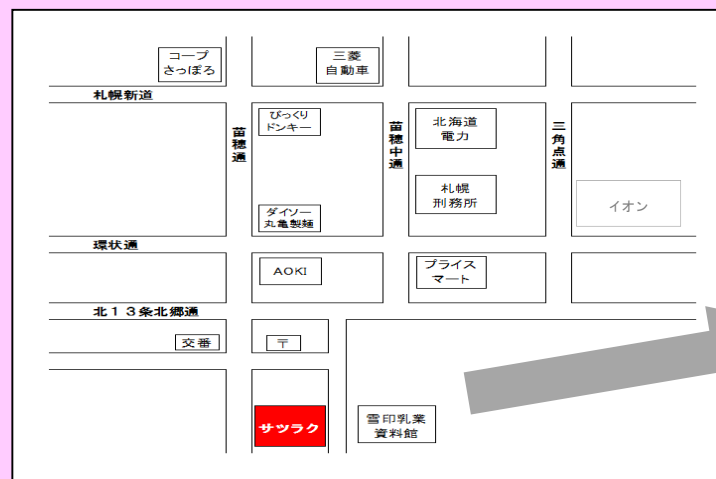 コープ
さっぽろ
三菱
自動車
札幌新道
びっくり
ドンキー
苗穂通
苗穂中通
北海道
電力
三角点通
札幌
刑務所
イオン
ダイソー
丸亀製麺
環状通
AOKI
プライス
マート
北13条北郷通
交番
〒
サツラク
雪印乳業
資料館